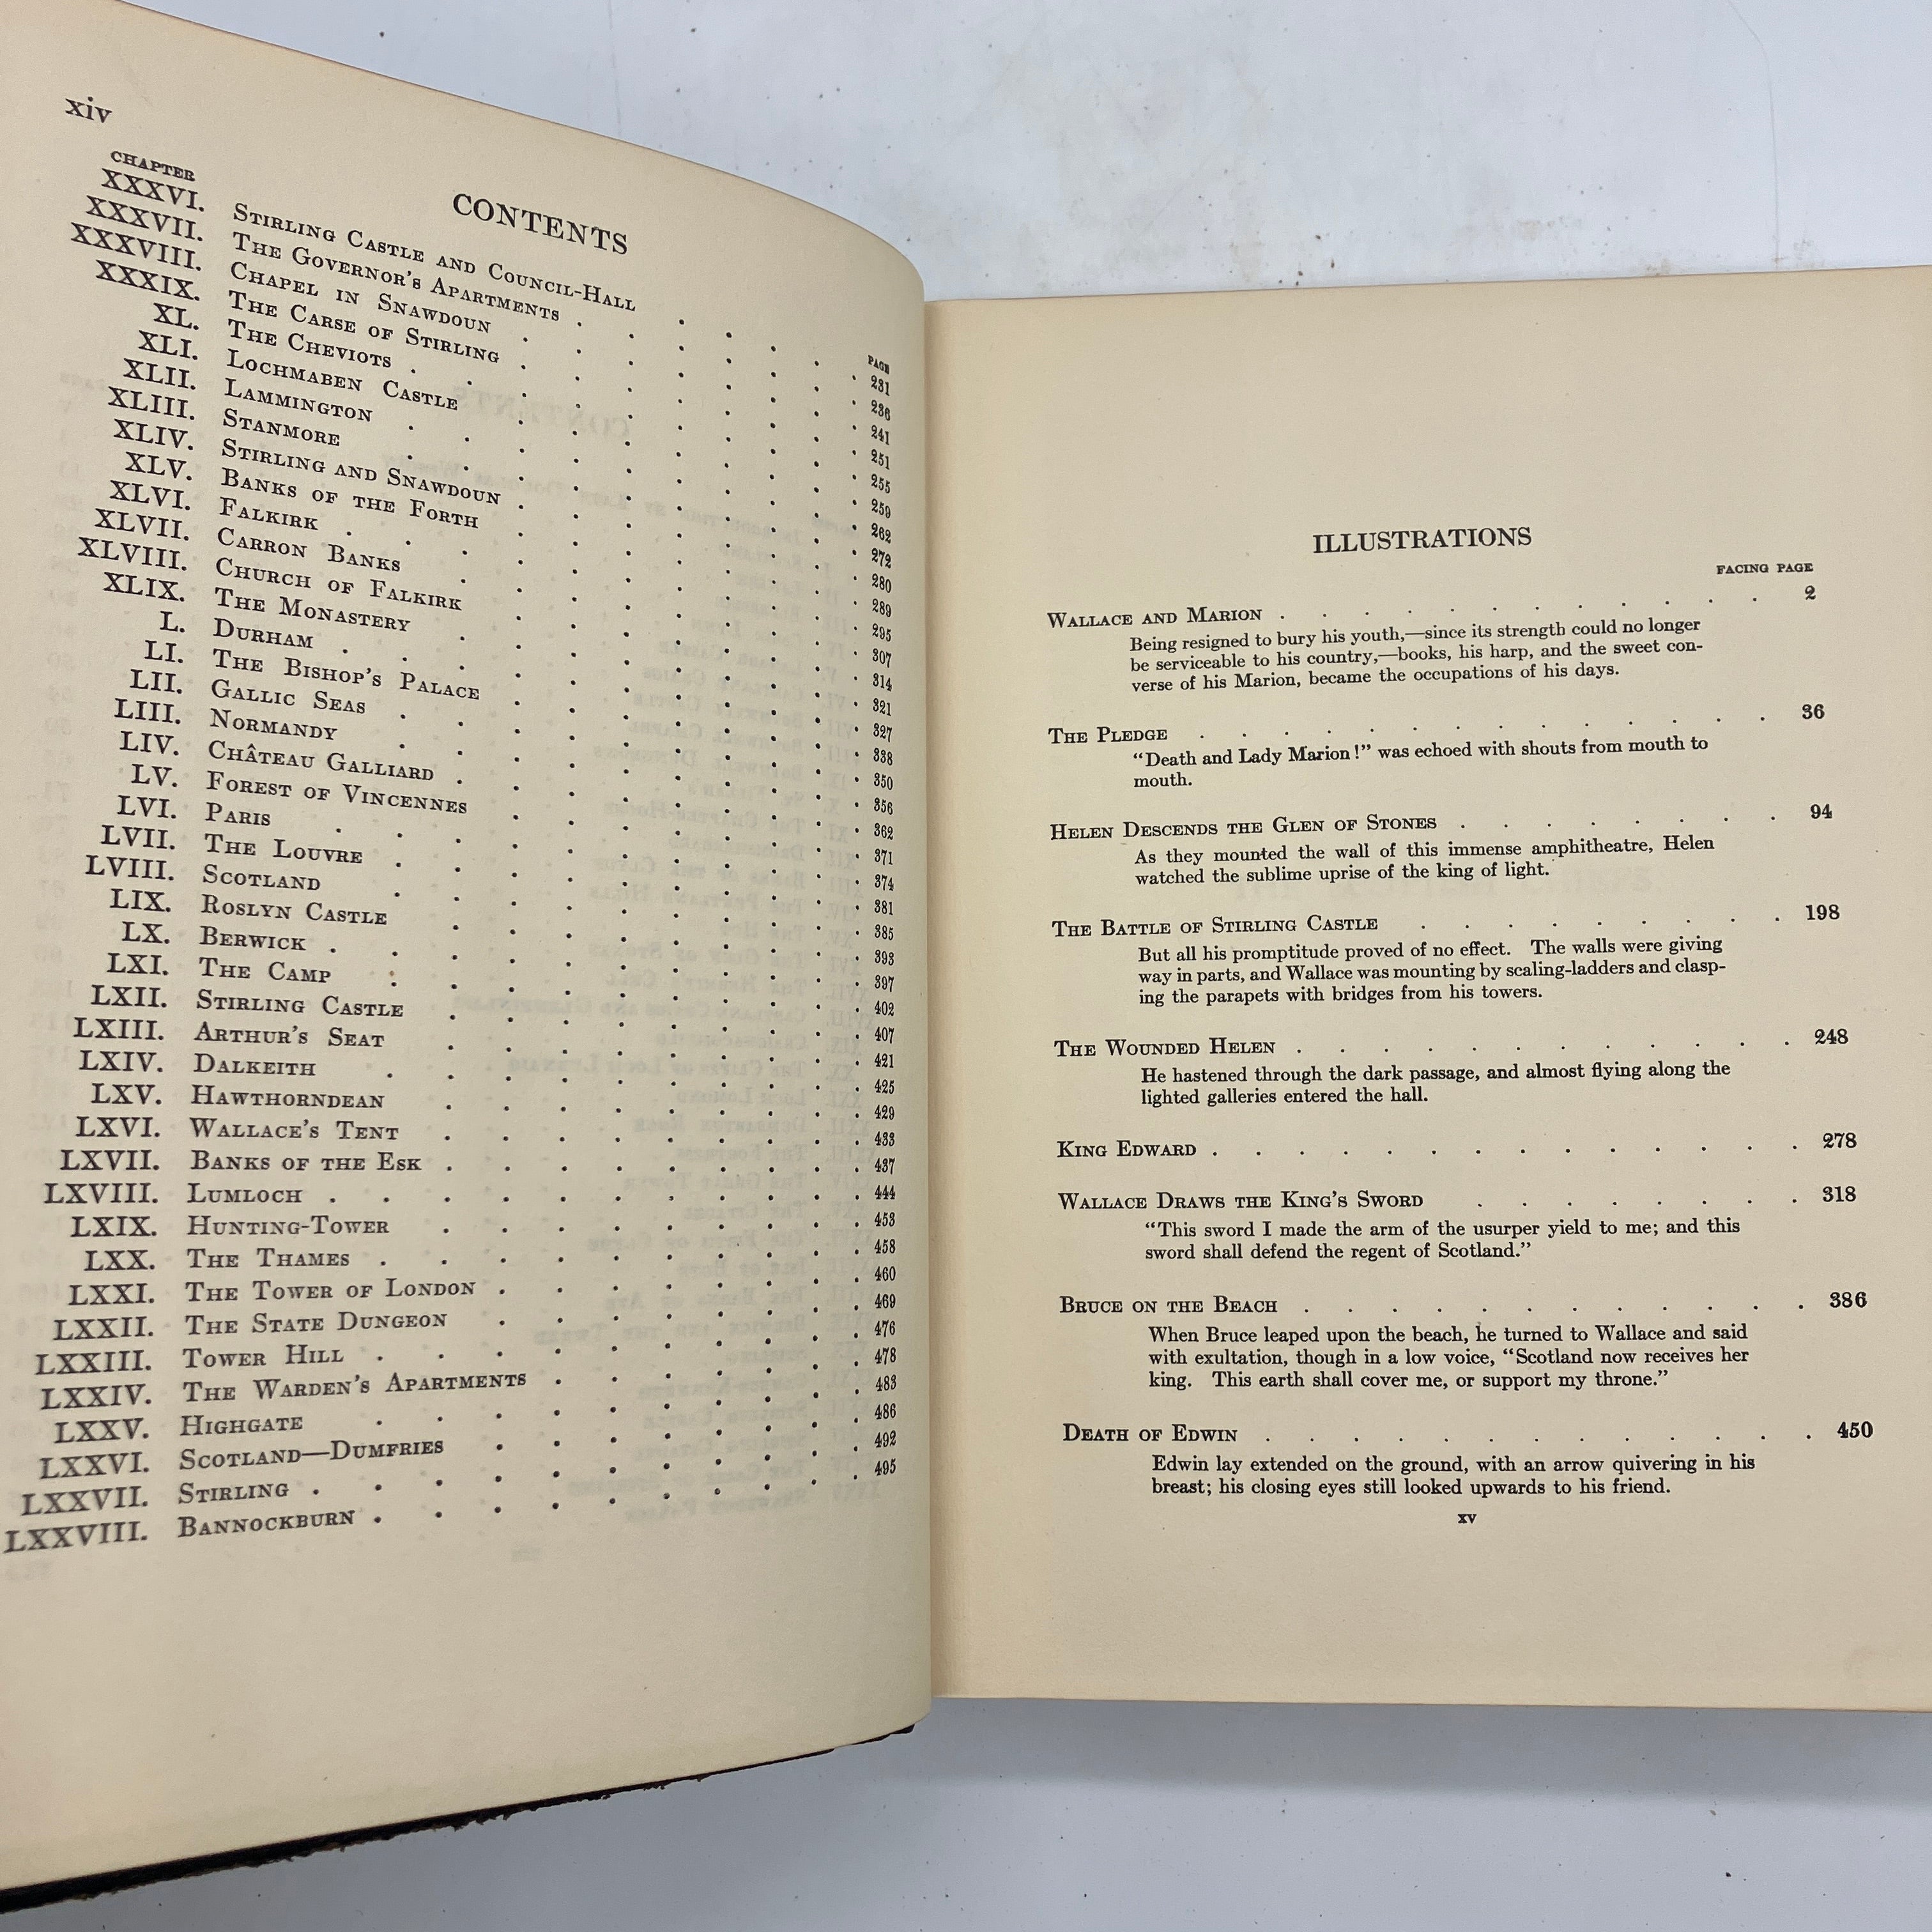 xiv
CONTENTS
CHAPTER PAGE
XXXVI. Stirling Castle and Council-Hall . . . . 231
XXXVII. The Governor's Apartments . . . . . . 236
XXXVIII. Chapel in Snawdoun . . . . . . . 241
XXXIX. The Carse of Stirling . . . . . . . 251
XL. The Cheviots . . . . . . . . . 255
XLI. Lochmaben Castle . . . . . . . 259
XLII. Lammington . . . . . . . . . 262
XLIII. Stanmore . . . . . . . . . 272
XLIV. Stirling and Snawdoun . . . . . . . 280
XLV. Banks of the Forth . . . . . . . 289
XLVI. Falkirk . . . . . . . . . . 295
XLVII. Carron Banks . . . . . . . . 307
XLVIII. Church of Falkirk . . . . . . . 314
XLIX. The Monastery . . . . . . . . 321
L. Durham . . . . . . . . . . 327
LI. The Bishop's Palace . . . . . . . 338
LII. Gallic Seas . . . . . . . . . 350
LIII. Normandy . . . . . . . . . 356
LIV. Château Galliard . . . . . . . . 362
LV. Forest of Vincennes . . . . . . . 371
LVI. Paris . . . . . . . . . . 374
LVII. The Louvre . . . . . . . . . 381
LVIII. Scotland . . . . . . . . . 385
LIX. Roslyn Castle . . . . . . . . 393
LX. Berwick . . . . . . . . . . 397
LXI. The Camp . . . . . . . . . 402
LXII. Stirling Castle . . . . . . . . 407
LXIII. Arthur's Seat . . . . . . . . 421
LXIV. Dalkeith . . . . . . . . . 425
LXV. Hawthorndean . . . . . . . . 429
LXVI. Wallace's Tent . . . . . . . . 433
LXVII. Banks of the Esk . . . . . . . . 437
LXVIII. Lumloch . . . . . . . . . . 444
LXIX. Hunting-Tower . . . . . . . . 453
LXX. The Thames . . . . . . . . . 458
LXXI. The Tower of London . . . . . . . 460
LXXII. The State Dungeon . . . . . . . 469
LXXIII. Tower Hill . . . . . . . . . 476
LXXIV. The Warden's Apartments . . . . . . 478
LXXV. Highgate . . . . . . . . . 483
LXXVI. Scotland—Dumfries . . . . . . . 486
LXXVII. Stirling . . . . . . . . . . 492
LXXVIII. Bannockburn . . . . . . . . . 495
ILLUSTRATIONS
FACING PAGE
Wallace and Marion . . . . . . . . . . . . 2
Being resigned to bury his youth,—since its strength could no longer
be serviceable to his country,—books, his harp, and the sweet con-
verse of his Marion, became the occupations of his days.
The Pledge . . . . . . . . . . . . . . 36
"Death and Lady Marion!" was echoed with shouts from mouth to
mouth.
Helen Descends the Glen of Stones . . . . . . . . 94
As they mounted the wall of this immense amphitheatre, Helen
watched the sublime uprise of the king of light.
The Battle of Stirling Castle . . . . . . . . . 198
But all his promptitude proved of no effect. The walls were giving
way in parts, and Wallace was mounting by scaling-ladders and clasp-
ing the parapets with bridges from his towers.
The Wounded Helen . . . . . . . . . . . . 248
He hastened through the dark passage, and almost flying along the
lighted galleries entered the hall.
King Edward . . . . . . . . . . . . . . 278
Wallace Draws the King's Sword . . . . . . . . 318
"This sword I made the arm of the usurper yield to me; and this
sword shall defend the regent of Scotland."
Bruce on the Beach . . . . . . . . . . . . 386
When Bruce leaped upon the beach, he turned to Wallace and said
with exultation, though in a low voice, "Scotland now receives her
king. This earth shall cover me, or support my throne."
Death of Edwin . . . . . . . . . . . . . 450
Edwin lay extended on the ground, with an arrow quivering in his
breast; his closing eyes still looked upwards to his friend.
xv